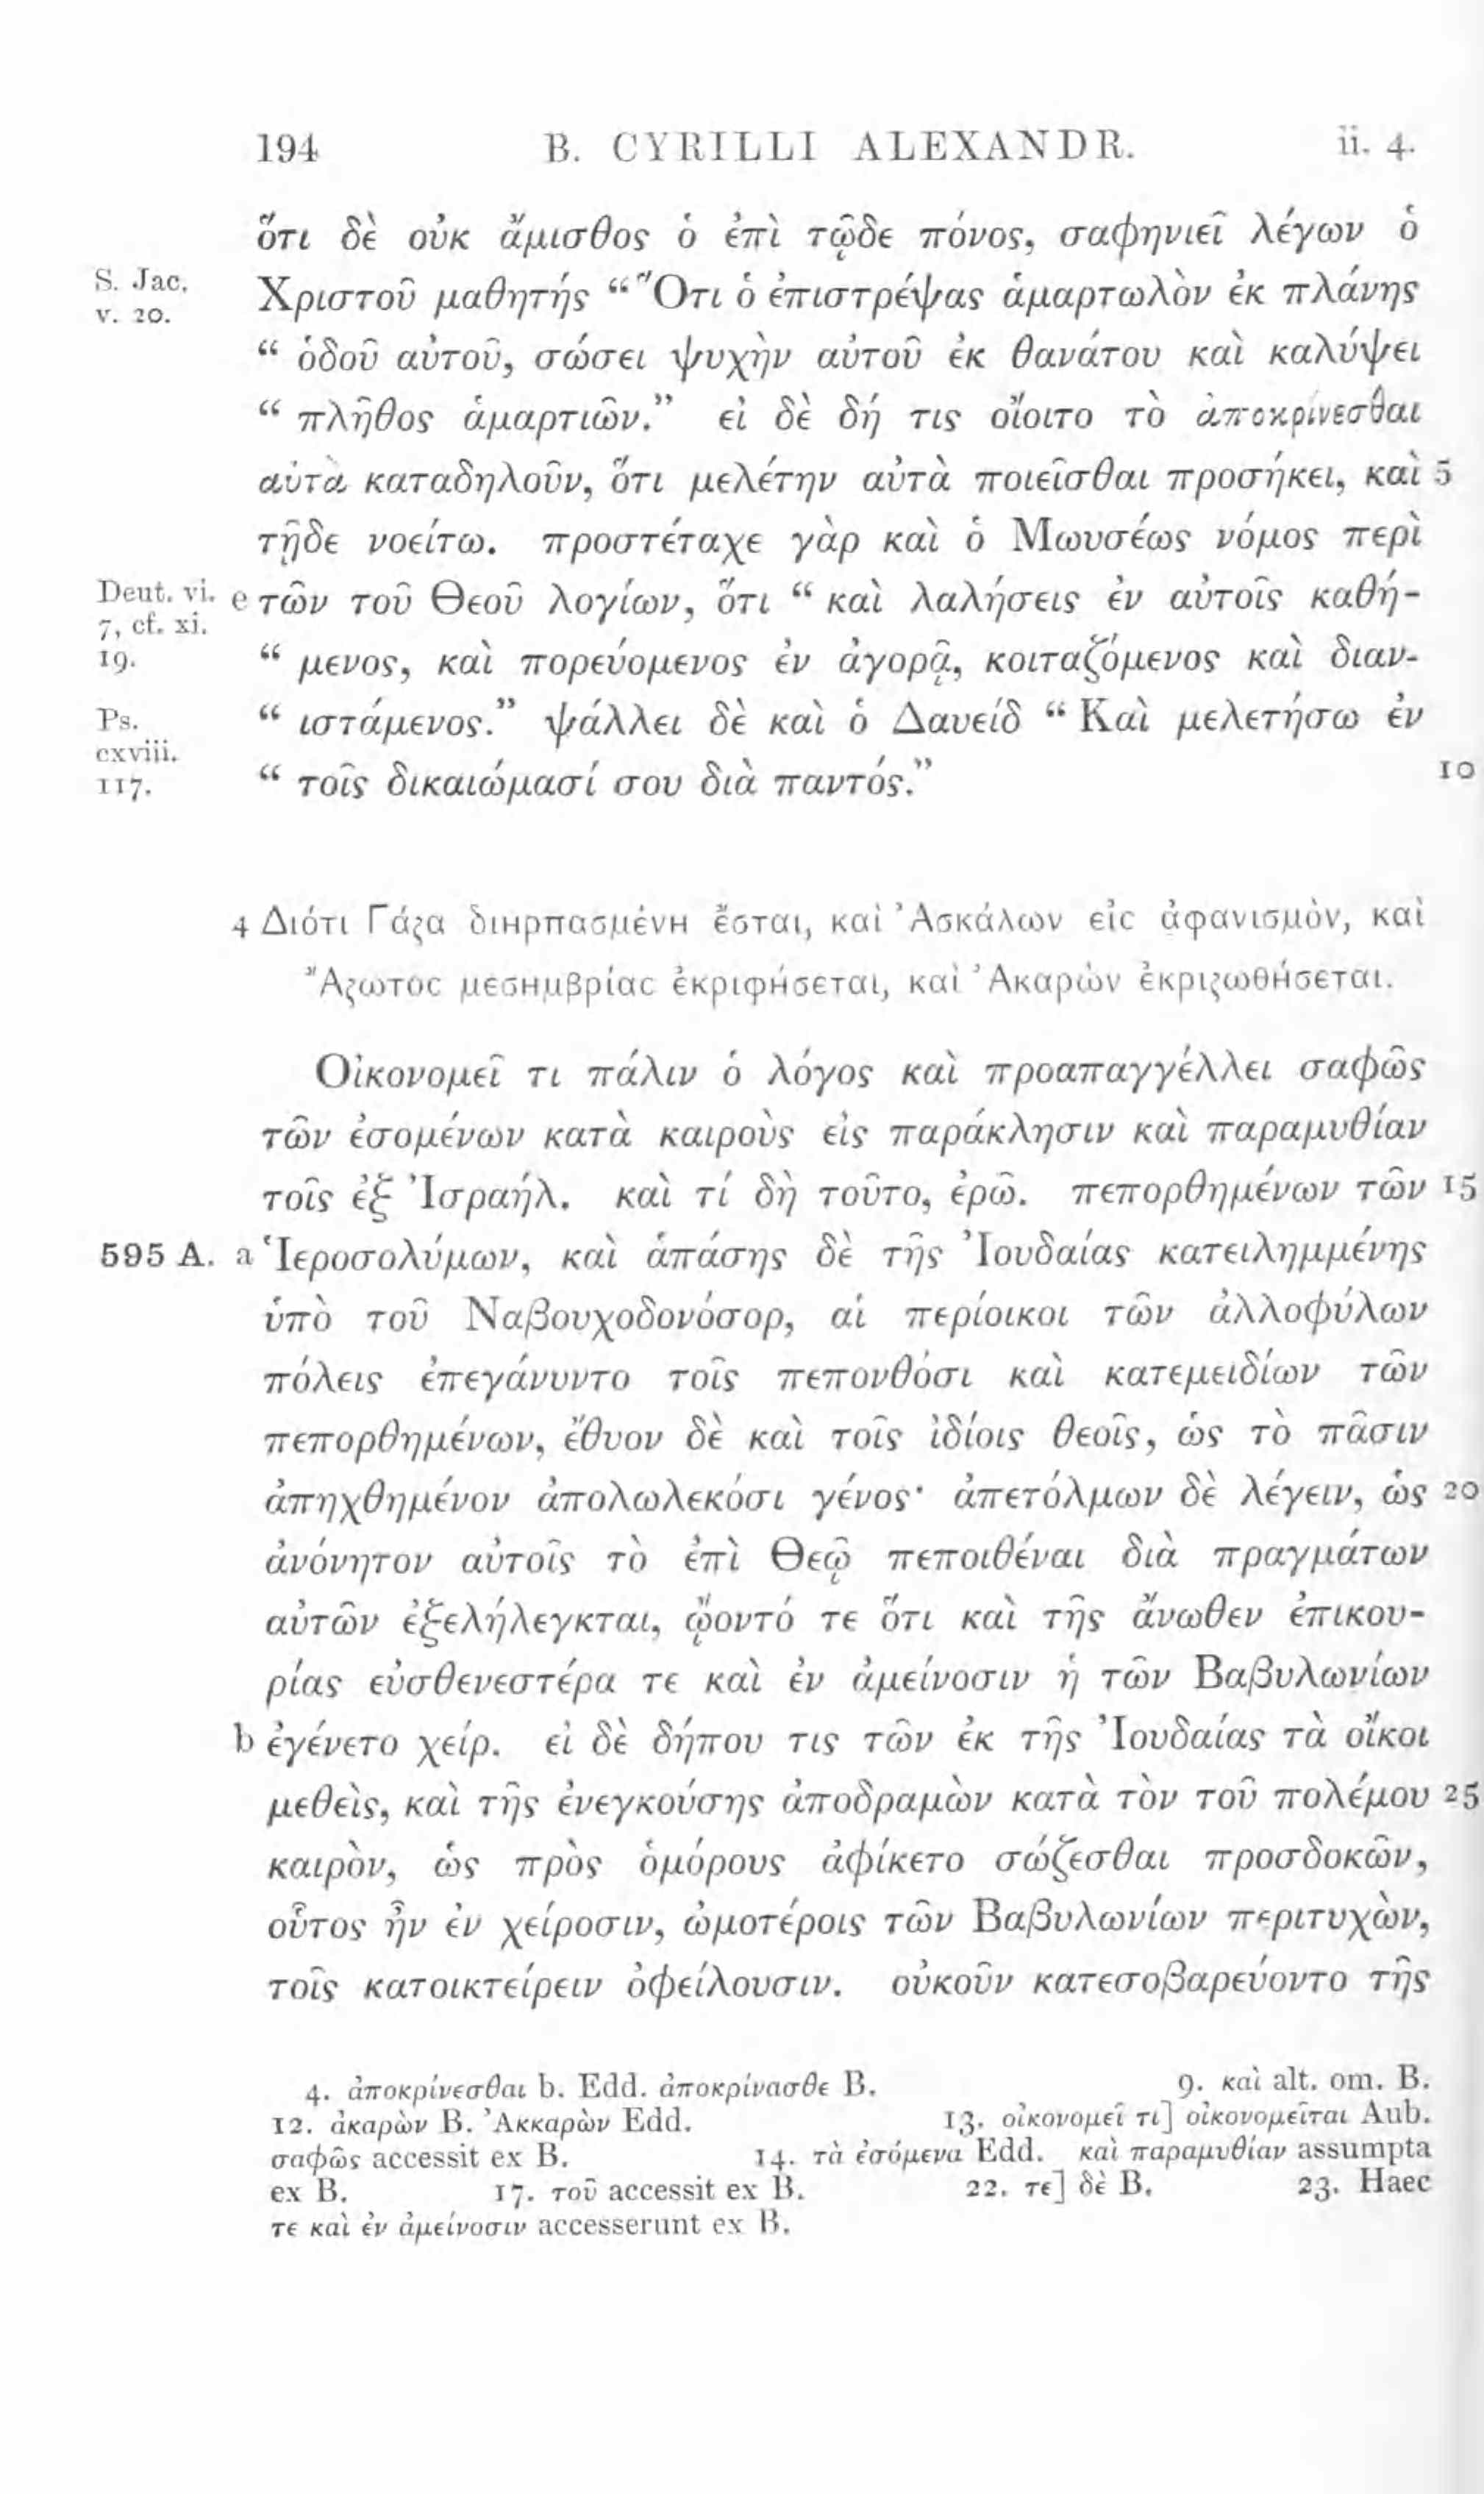 194 B. CYRILLI ALEXANDR. ii. 4.
ὅτι δὲ οὐκ ἄμισθος ὁ ἐπὶ τῷδε πόνος, σαφηνιεῖ λέγων ὁ
S. Jac. v. 20. Χριστοῦ μαθητής “Ὅτι ὁ ἐπιστρέψας ἁμαρτωλὸν ἐκ πλάνης
“ ὁδοῦ αὐτοῦ, σώσει ψυχὴν αὐτοῦ ἐκ θανάτου καὶ καλύψει
“ πλῆθος ἁμαρτιῶν.” εἰ δὲ δή τις οἴοιτο τὸ ἀποκρίνεσθαι
αὐτὰ καταδηλοῦν, ὅτι μελέτην αὐτὰ ποιεῖσθαι προσήκει, καὶ 5
τῇδε νοείτω. προστέταχε γὰρ καὶ ὁ Μωυσέως νόμος περὶ
Deut. vi. 7, cf. xi. 19. e τῶν τοῦ Θεοῦ λογίων, ὅτι “ καὶ λαλήσεις ἐν αὐτοῖς καθή-
“ μενος, καὶ πορευόμενος ἐν ἀγορᾷ, κοιταζόμενος καὶ διαν-
Ps. cxviii. 117. “ ιστάμενος.” ψάλλει δὲ καὶ ὁ Δαυείδ “ Καὶ μελετήσω ἐν
“ τοῖς δικαιώμασί σου διὰ παντός.” 10
4 Διότι Γάζα διηρπασμένη ἔσται, καὶ Ἀσκάλων εἰς ἀφανισμὸν, καὶ
Ἄζωτος μεσημβρίας ἐκριφήσεται, καὶ Ἀκαρὼν ἐκριζωθήσεται.
Οἰκονομεῖ τι πάλιν ὁ λόγος καὶ προαπαγγέλλει σαφῶς
τῶν ἐσομένων κατὰ καιροὺς εἰς παράκλησιν καὶ παραμυθίαν
τοῖς ἐξ Ἰσραήλ. καὶ τί δὴ τοῦτο, ἐρῶ. πεπορθημένων τῶν 15
595 A. a Ἱεροσολύμων, καὶ ἁπάσης δὲ τῆς Ἰουδαίας κατειλημμένης
ὑπὸ τοῦ Ναβουχοδονόσορ, αἱ περίοικοι τῶν ἀλλοφύλων
πόλεις ἐπεγάνυντο τοῖς πεπονθόσι καὶ κατεμειδίων τῶν
πεπορθημένων, ἔθυον δὲ καὶ τοῖς ἰδίοις θεοῖς, ὡς τὸ πᾶσιν
ἀπηχθημένον ἀπολωλεκόσι γένος· ἀπετόλμων δὲ λέγειν, ὡς 20
ἀνόνητον αὐτοῖς τὸ ἐπὶ Θεῷ πεποιθέναι διὰ πραγμάτων
αὐτῶν ἐξελήλεγκται, ᾤοντό τε ὅτι καὶ τῆς ἄνωθεν ἐπικου-
ρίας εὐσθενεστέρα τε καὶ ἐν ἀμείνοσιν ἡ τῶν Βαβυλωνίων
b ἐγένετο χείρ. εἰ δὲ δήπου τις τῶν ἐκ τῆς Ἰουδαίας τὰ οἴκοι
μεθεὶς, καὶ τῆς ἐνεγκούσης ἀποδραμὼν κατὰ τὸν τοῦ πολέμου 25
καιρὸν, ὡς πρὸς ὁμόρους ἀφίκετο σώζεσθαι προσδοκῶν,
οὗτος ἦν ἐν χείροσιν, ὠμοτέροις τῶν Βαβυλωνίων περιτυχὼν,
τοῖς κατοικτείρειν ὀφείλουσιν. οὐκοῦν κατεσοβαρεύοντο τῆς
4. ἀποκρίνεσθαι b. Edd. ἀποκρίνασθε B. 9. καὶ alt. om. B.
12. ἀκαρὼν B. Ἀκκαρὼν Edd. 13. οἰκονομεῖ τι] οἰκονομεῖται Aub.
σαφῶς accessit ex B. 14. τὰ ἐσόμενα Edd. καὶ παραμυθίαν assumpta
ex B. 17. τοῦ accessit ex B. 22. τε] δὲ B. 23. Haec
τε καὶ ἐν ἀμείνοσιν accesserunt ex B.